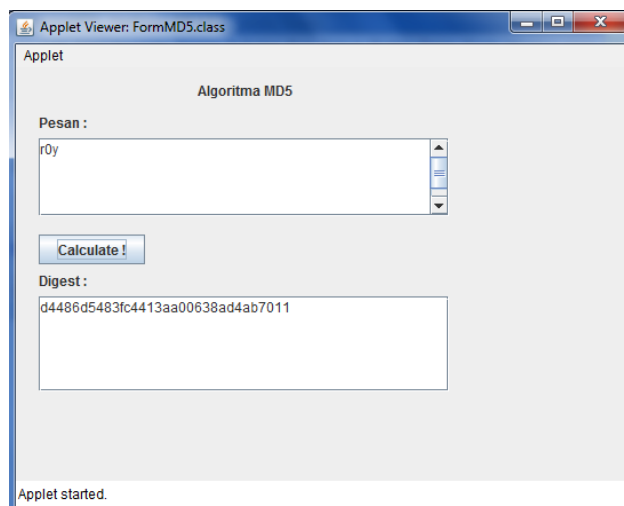 Applet Viewer: FormMD5.class
Applet
Algoritma MD5
Pesan :
r0y
Calculate !
Digest :
d4486d5483fc4413aa00638ad4ab7011
Applet started.